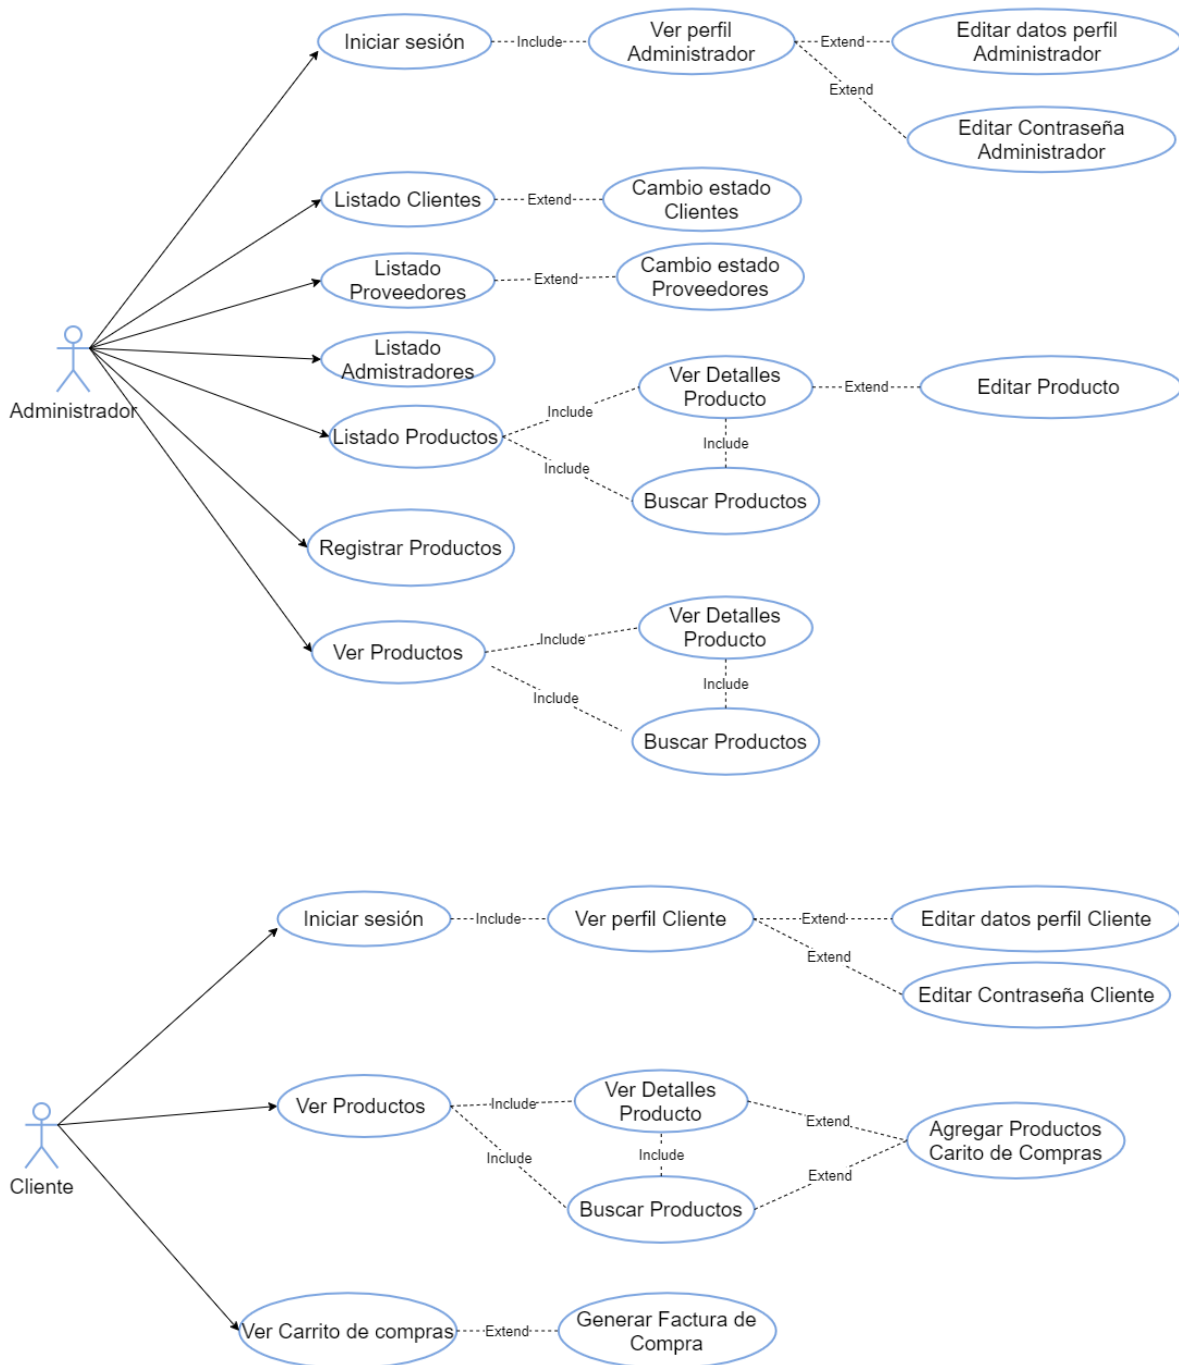 Iniciar sesión
Include
Ver perfil
Administrador
Extend
Editar datos perfil
Administrador
Extend
Editar Contraseña
Administrador
Listado Clientes
Extend
Cambio estado
Clientes
Listado
Proveedores
Extend
Cambio estado
Proveedores
Listado
Admistradores
Administrador
Listado Productos
Include
Ver Detalles
Producto
Extend
Editar Producto
Include
Include
Buscar Productos
Registrar Productos
Ver Productos
Include
Ver Detalles
Producto
Include
Include
Buscar Productos
Iniciar sesión
Include
Ver perfil Cliente
Extend
Editar datos perfil Cliente
Extend
Editar Contraseña Cliente
Cliente
Ver Productos
Include
Ver Detalles
Producto
Extend
Agregar Productos
Carito de Compras
Include
Include
Buscar Productos
Extend
Ver Carrito de compras
Extend
Generar Factura de
Compra